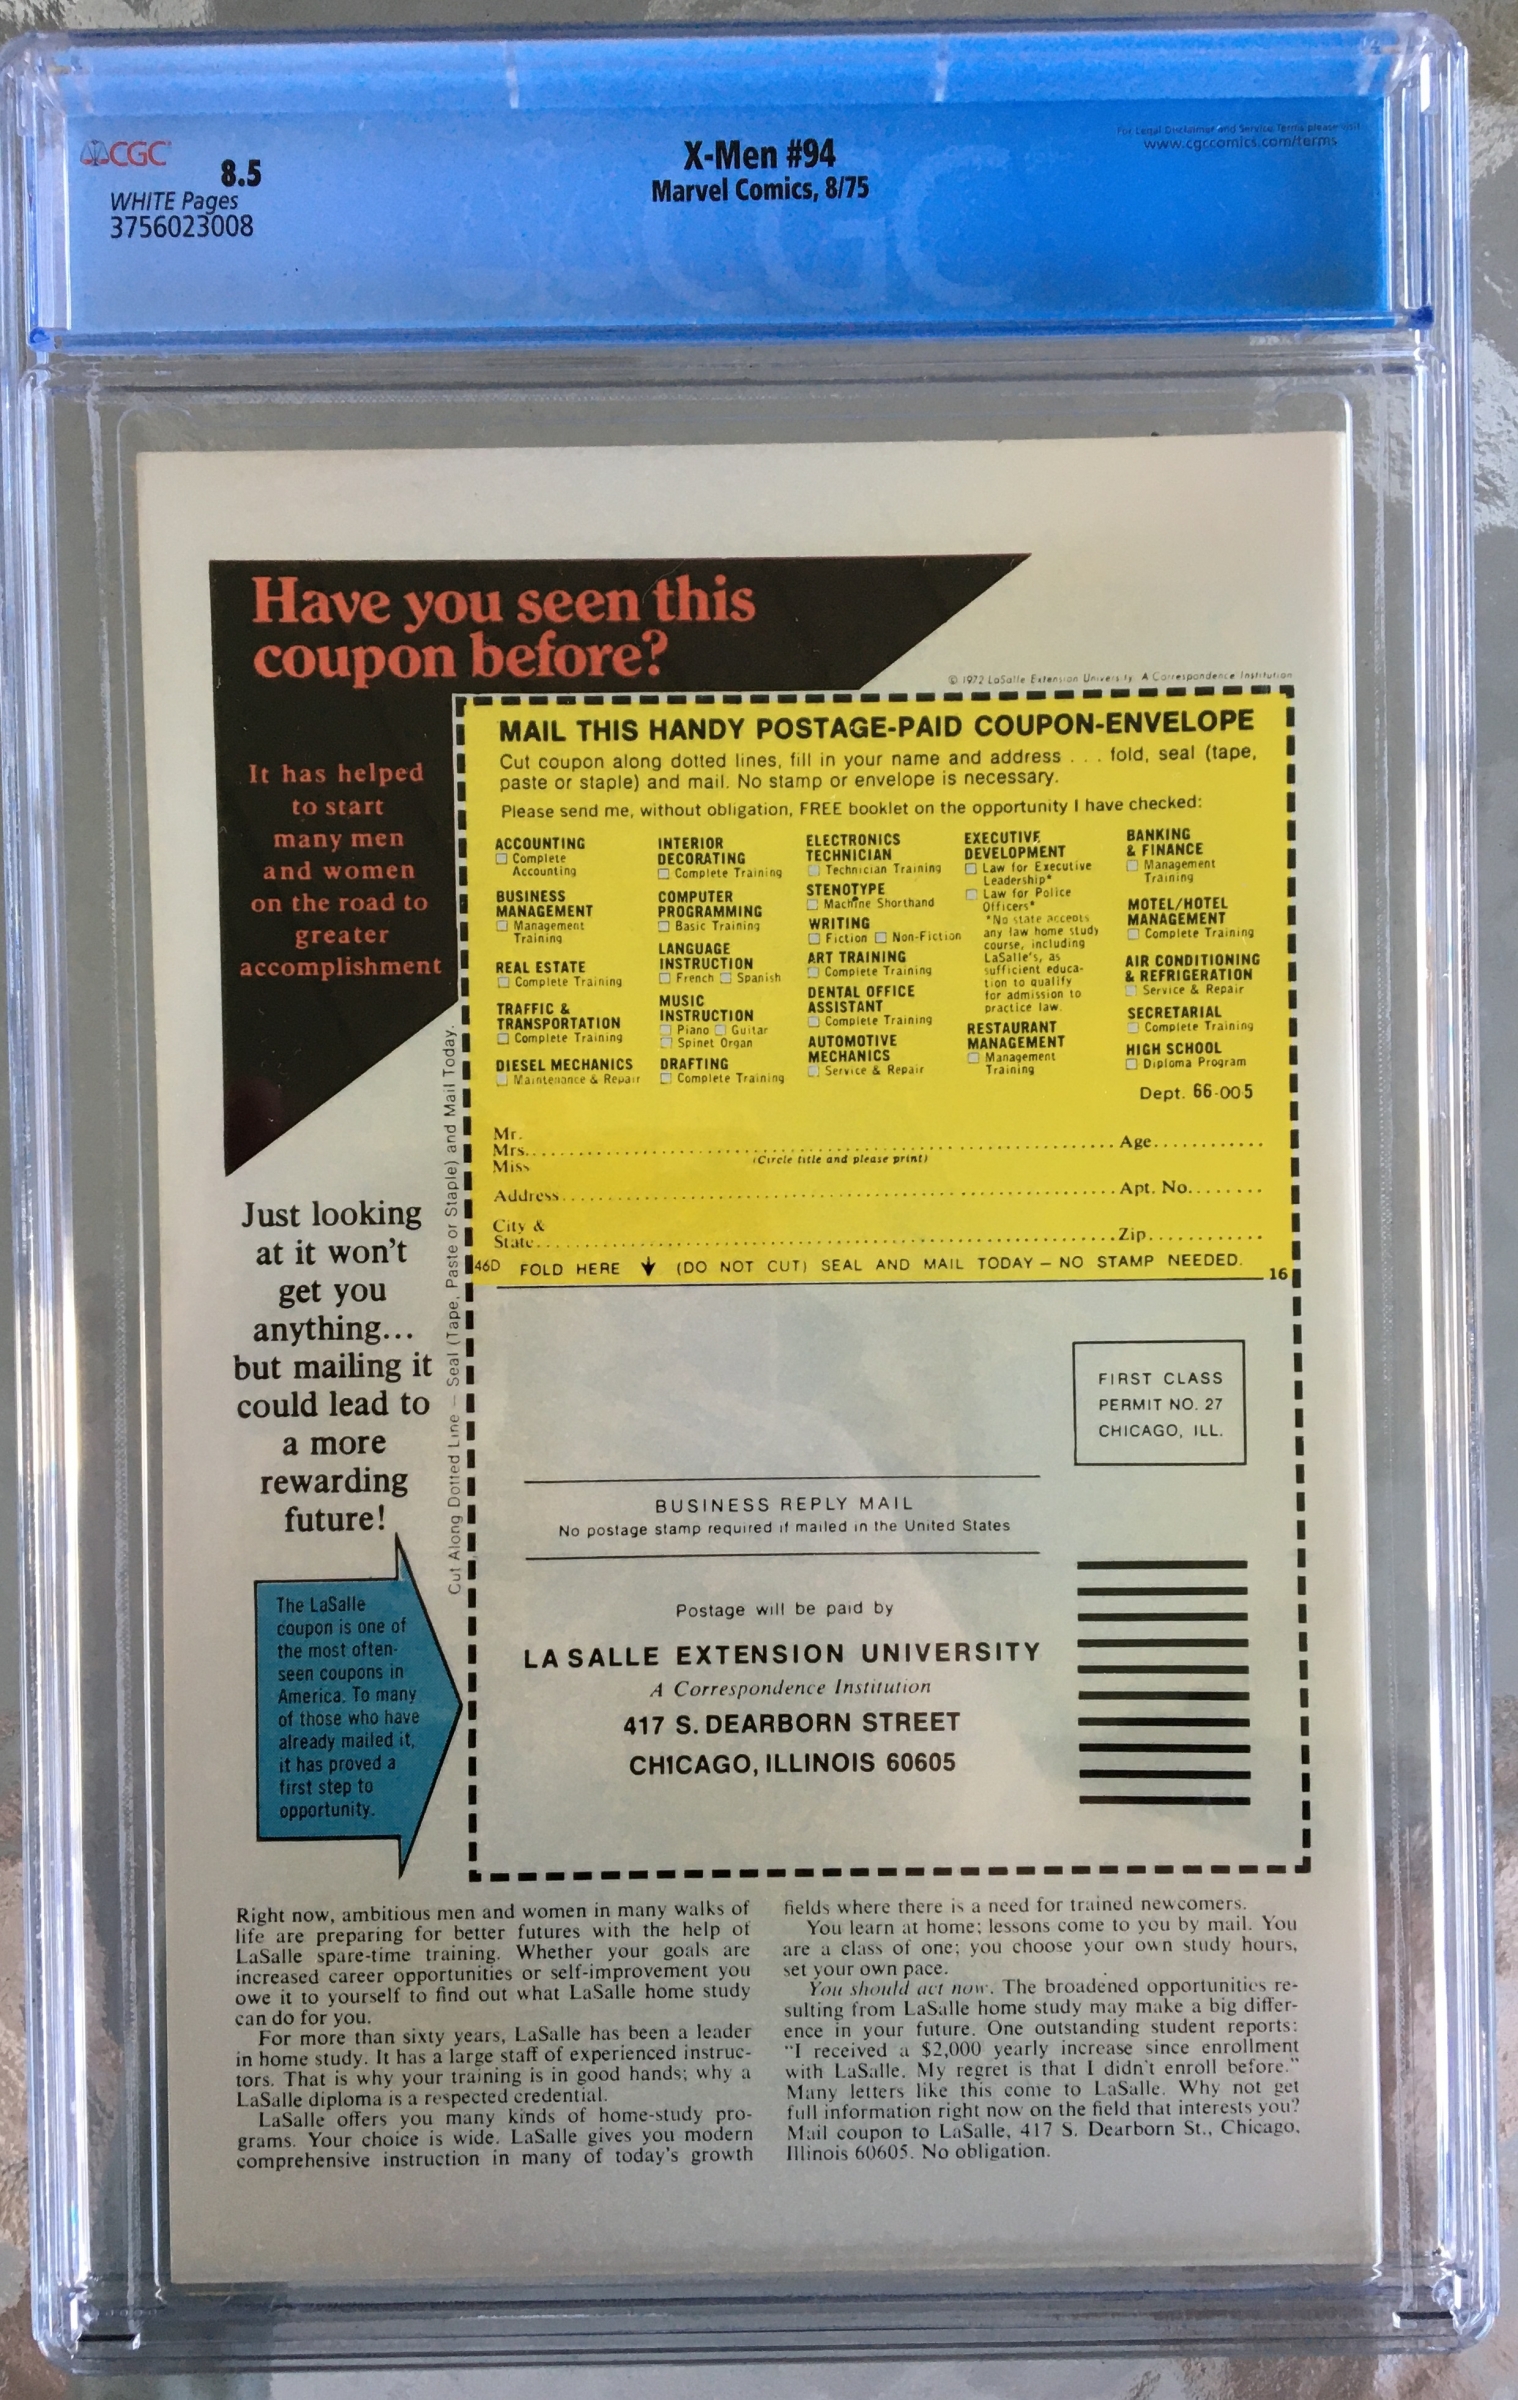 CGC
8.5
WHITE Pages
3756023008
X-Men #94
Marvel Comics, 8/75
For Legal Disclaimer and Service Terms please visit
www.cgccomics.com/terms
Have you seen this
coupon before?
© 1972 LaSalle Extension University A Correspondence Institution
It has helped
to start
many men
and women
on the road to
greater
accomplishment
MAIL THIS HANDY POSTAGE-PAID COUPON-ENVELOPE
Cut coupon along dotted lines, fill in your name and address . . . fold, seal (tape,
paste or staple) and mail. No stamp or envelope is necessary.
Please send me, without obligation, FREE booklet on the opportunity I have checked:
ACCOUNTING
Complete
Accounting
BUSINESS
MANAGEMENT
Management
Training
REAL ESTATE
Complete Training
TRAFFIC &
TRANSPORTATION
Complete Training
DIESEL MECHANICS
Maintenance & Repair
INTERIOR
DECORATING
Complete Training
COMPUTER
PROGRAMMING
Basic Training
LANGUAGE
INSTRUCTION
French Spanish
MUSIC
INSTRUCTION
Piano Guitar
Spinet Organ
DRAFTING
Complete Training
ELECTRONICS
TECHNICIAN
Technician Training
STENOTYPE
Machine Shorthand
WRITING
Fiction Non-Fiction
ART TRAINING
Complete Training
DENTAL OFFICE
ASSISTANT
Complete Training
AUTOMOTIVE
MECHANICS
Service & Repair
EXECUTIVE
DEVELOPMENT
Law for Executive
Leadership*
Law for Police
Officers*
*No state accepts
any law home study
course, including
LaSalle's, as
sufficient educa-
tion to qualify
for admission to
practice law.
RESTAURANT
MANAGEMENT
Management
Training
BANKING
& FINANCE
Management
Training
MOTEL/HOTEL
MANAGEMENT
Complete Training
AIR CONDITIONING
& REFRIGERATION
Service & Repair
SECRETARIAL
Complete Training
HIGH SCHOOL
Diploma Program
Dept. 66-005
Mr.
Mrs. Age
Miss
(Circle title and please print)
Address Apt. No.
City &
State Zip
46D FOLD HERE (DO NOT CUT) SEAL AND MAIL TODAY — NO STAMP NEEDED.
16
Cut Along Dotted Line — Seal (Tape, Paste or Staple) and Mail Today.
Just looking
at it won't
get you
anything...
but mailing it
could lead to
a more
rewarding
future!
The LaSalle
coupon is one of
the most often-
seen coupons in
America. To many
of those who have
already mailed it,
it has proved a
first step to
opportunity.
FIRST CLASS
PERMIT NO. 27
CHICAGO, ILL.
BUSINESS REPLY MAIL
No postage stamp required if mailed in the United States
Postage will be paid by
LA SALLE EXTENSION UNIVERSITY
A Correspondence Institution
417 S. DEARBORN STREET
CHICAGO, ILLINOIS 60605
Right now, ambitious men and women in many walks of
life are preparing for better futures with the help of
LaSalle spare-time training. Whether your goals are
increased career opportunities or self-improvement you
owe it to yourself to find out what LaSalle home study
can do for you.
For more than sixty years, LaSalle has been a leader
in home study. It has a large staff of experienced instruc-
tors. That is why your training is in good hands; why a
LaSalle diploma is a respected credential.
LaSalle offers you many kinds of home-study pro-
grams. Your choice is wide. LaSalle gives you modern
comprehensive instruction in many of today's growth
fields where there is a need for trained newcomers.
You learn at home; lessons come to you by mail. You
are a class of one; you choose your own study hours,
set your own pace.
You should act now. The broadened opportunities re-
sulting from LaSalle home study may make a big differ-
ence in your future. One outstanding student reports:
"I received a $2,000 yearly increase since enrollment
with LaSalle. My regret is that I didn't enroll before."
Many letters like this come to LaSalle. Why not get
full information right now on the field that interests you?
Mail coupon to LaSalle, 417 S. Dearborn St., Chicago,
Illinois 60605. No obligation.